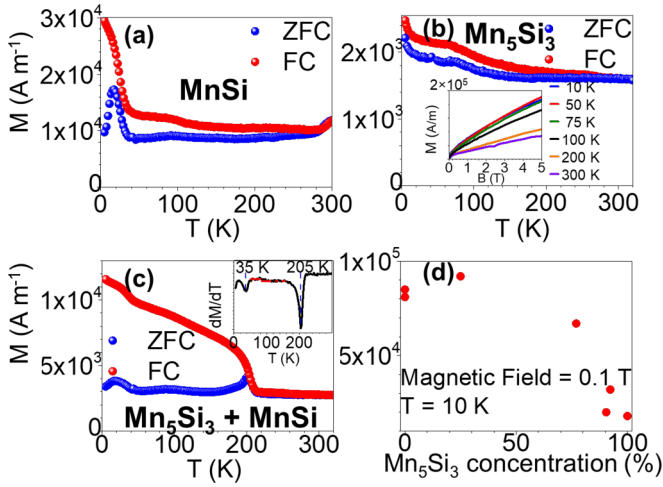 3x10⁴
2x10⁴
1x10⁴
0
M (A m⁻¹)
(a)
ZFC
FC
MnSi
0
100
200
300
T (K)
2x10³
1x10³
0
M (A m⁻¹)
(b)
Mn₅Si₃
ZFC
FC
2x10⁵
M (A/m)
0 1 2 3 4 5
B (T)
10 K
50 K
75 K
100 K
200 K
300 K
0
100
200
300
T (K)
1x10⁴
5x10³
0
M (A m⁻¹)
(c)
ZFC
FC
Mn₅Si₃ + MnSi
35 K
205 K
dM/dT
0 100 200
T (K)
0
100
200
300
T (K)
1x10⁵
5x10⁴
0
(d)
Magnetic Field = 0.1 T
T = 10 K
0
50
100
Mn₅Si₃ concentration (%)